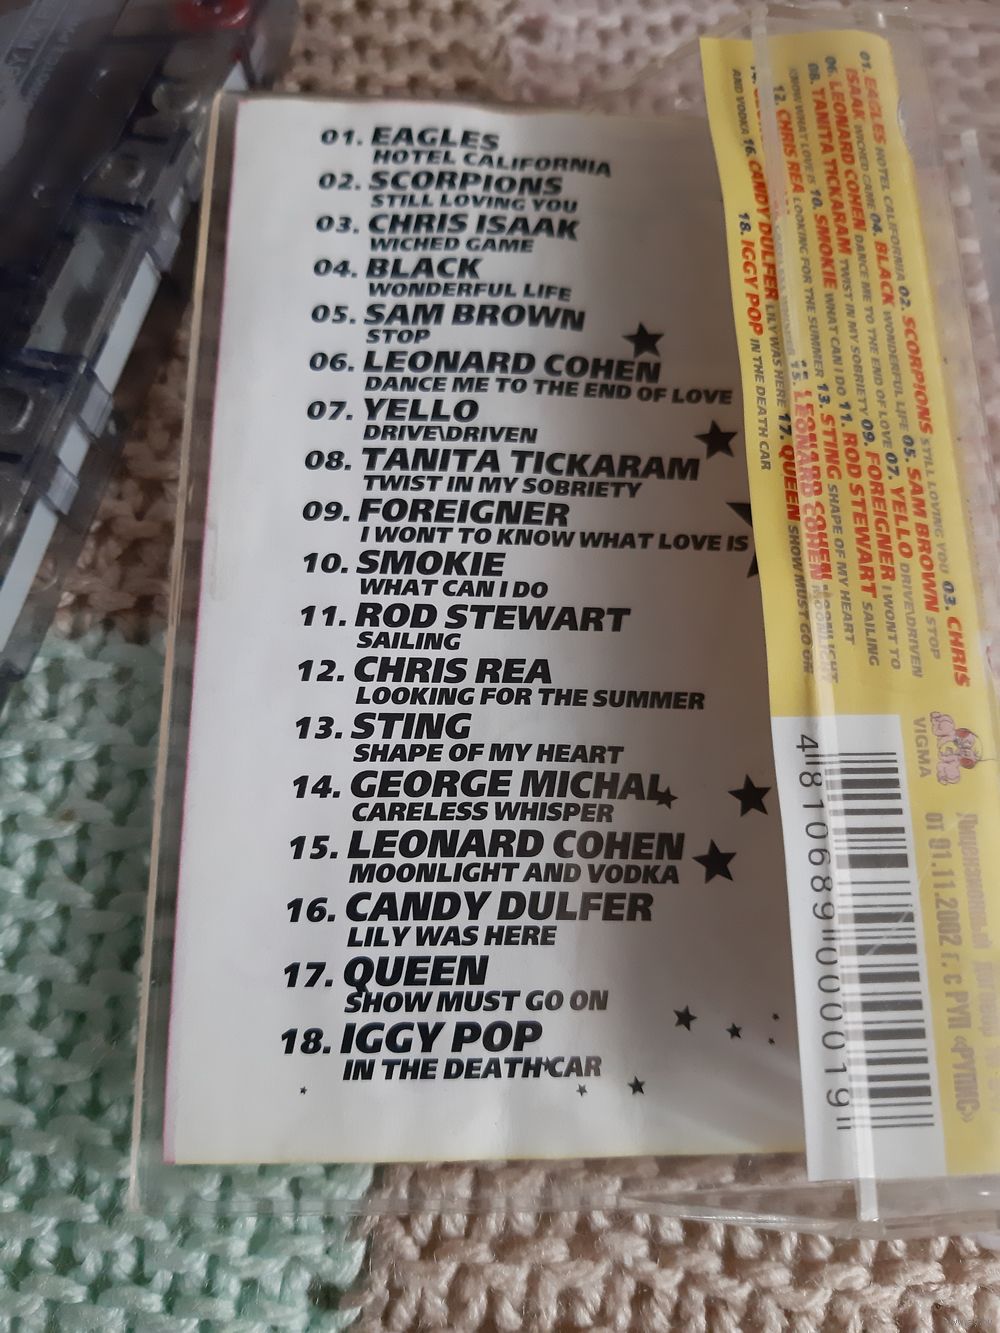 01. EAGLES
HOTEL CALIFORNIA
02. SCORPIONS
STILL LOVING YOU
03. CHRIS ISAAK
WICHED GAME
04. BLACK
WONDERFUL LIFE
05. SAM BROWN
STOP
06. LEONARD COHEN
DANCE ME TO THE END OF LOVE
07. YELLO
DRIVE\DRIVEN
08. TANITA TICKARAM
TWIST IN MY SOBRIETY
09. FOREIGNER
I WONT TO KNOW WHAT LOVE IS
10. SMOKIE
WHAT CAN I DO
11. ROD STEWART
SAILING
12. CHRIS REA
LOOKING FOR THE SUMMER
13. STING
SHAPE OF MY HEART
14. GEORGE MICHAL
CARELESS WHISPER
15. LEONARD COHEN
MOONLIGHT AND VODKA
16. CANDY DULFER
LILY WAS HERE
17. QUEEN
SHOW MUST GO ON
18. IGGY POP
IN THE DEATH CAR
01. EAGLES HOTEL CALIFORNIA 02. SCORPIONS STILL LOVING YOU 03. CHRIS
ISAAK WICHED GAME 04. BLACK WONDERFUL LIFE 05. SAM BROWN STOP
06. LEONARD COHEN DANCE ME TO THE END OF LOVE 07. YELLO DRIVE\DRIVEN
08. TANITA TICKARAM TWIST IN MY SOBRIETY 09. FOREIGNER I WONT TO
KNOW WHAT LOVE IS 10. SMOKIE WHAT CAN I DO 11. ROD STEWART SAILING
12. CHRIS REA LOOKING FOR THE SUMMER 13. STING SHAPE OF MY HEART
15. LEONARD COHEN MOONLIGHT
AND VODKA 16. CANDY DULFER LILY WAS HERE 17. QUEEN SHOW MUST GO ON
18. IGGY POP IN THE DEATH CAR
VIGMA
4810689000019
Лицензионный договор
от 01.11.2002 г. с РУП «РУПИС»